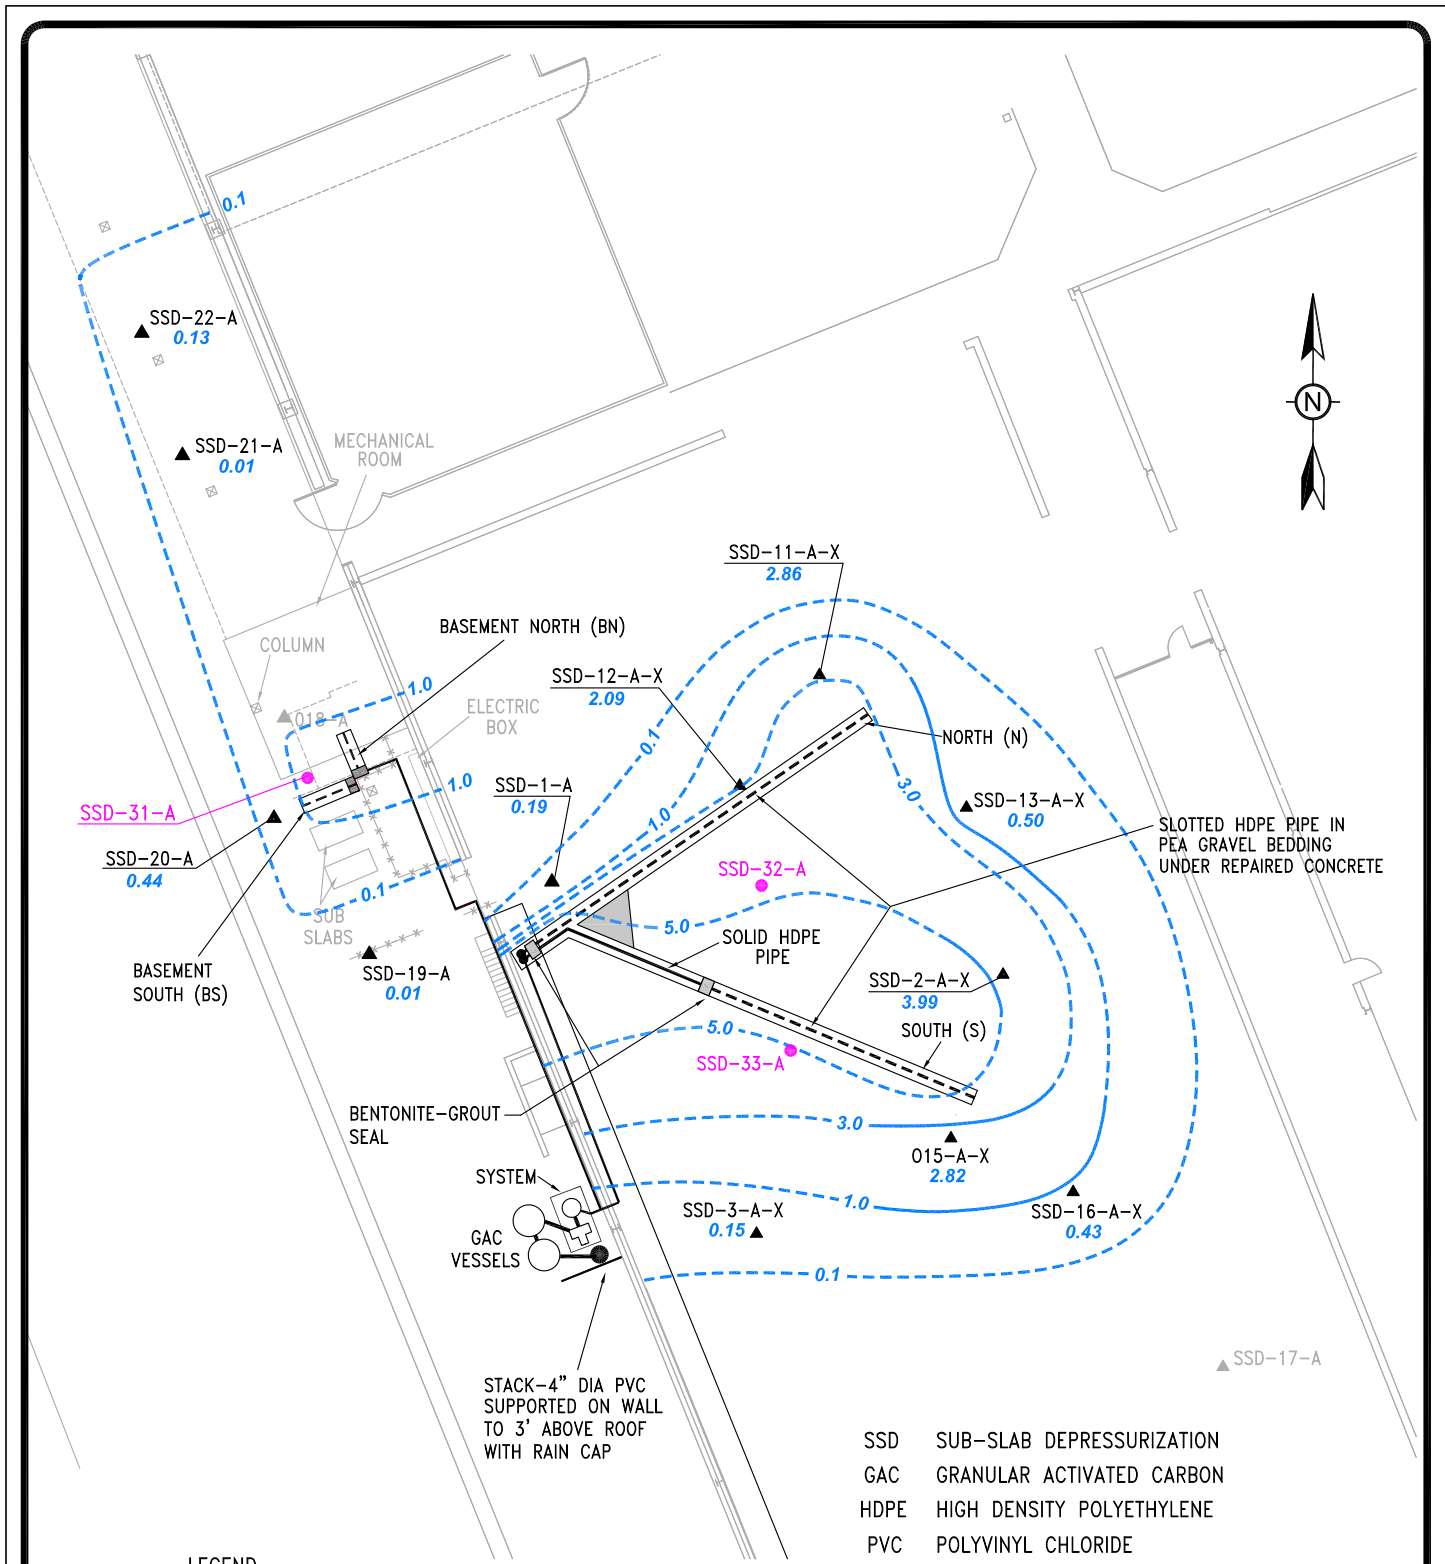 0.1
SSD-22-A
0.13
SSD-21-A
0.01
MECHANICAL
ROOM
N
SSD-11-A-X
2.86
BASEMENT NORTH (BN)
COLUMN
SSD-12-A-X
2.09
1.0
ELECTRIC
BOX
018-A
0.1
NORTH (N)
SSD-31-A
1.0
SSD-1-A
0.19
3.0
SSD-13-A-X
0.50
1.0
SLOTTED HDPE PIPE IN
PEA GRAVEL BEDDING
UNDER REPAIRED CONCRETE
SSD-20-A
0.44
SSD-32-A
0.1
SUB
SLABS
5.0
SOLID HDPE
PIPE
BASEMENT
SOUTH (BS)
SSD-19-A
0.01
SSD-2-A-X
3.99
5.0
SOUTH (S)
SSD-33-A
BENTONITE-GROUT
SEAL
3.0
015-A-X
2.82
SYSTEM
1.0
SSD-3-A-X
0.15
SSD-16-A-X
0.43
GAC
VESSELS
0.1
SSD-17-A
STACK-4" DIA PVC
SUPPORTED ON WALL
TO 3' ABOVE ROOF
WITH RAIN CAP
SSD SUB-SLAB DEPRESSURIZATION
GAC GRANULAR ACTIVATED CARBON
HDPE HIGH DENSITY POLYETHYLENE
PVC POLYVINYL CHLORIDE
LEGEND